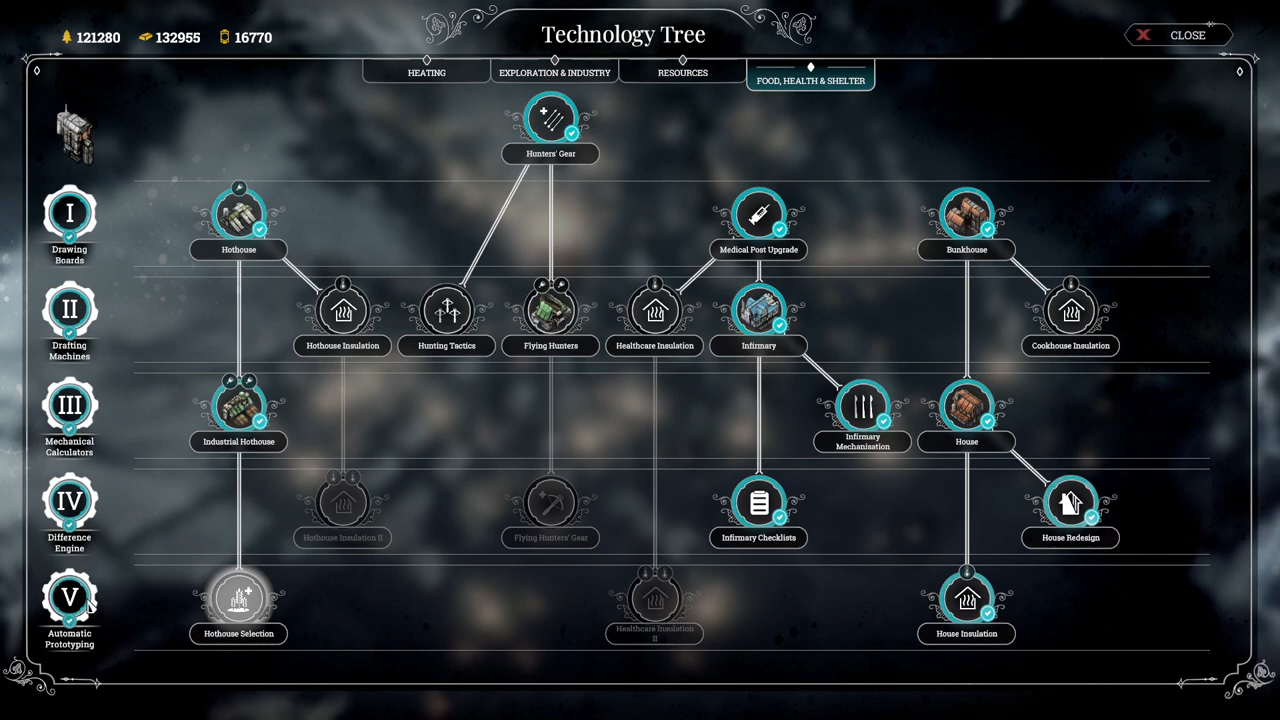 121280 132955 16770
Technology Tree
CLOSE
HEATING
EXPLORATION & INDUSTRY
RESOURCES
FOOD, HEALTH & SHELTER
Hunters' Gear
I
Drawing
Boards
Hothouse
Medical Post Upgrade
Bunkhouse
II
Drafting
Machines
Hothouse Insulation
Hunting Tactics
Flying Hunters
Healthcare Insulation
Infirmary
Cookhouse Insulation
III
Mechanical
Calculators
Industrial Hothouse
Infirmary
Mechanisation
House
IV
Difference
Engine
Hothouse Insulation II
Flying Hunters' Gear
Infirmary Checklists
House Redesign
V
Automatic
Prototyping
Hothouse Selection
Healthcare Insulation
II
House Insulation